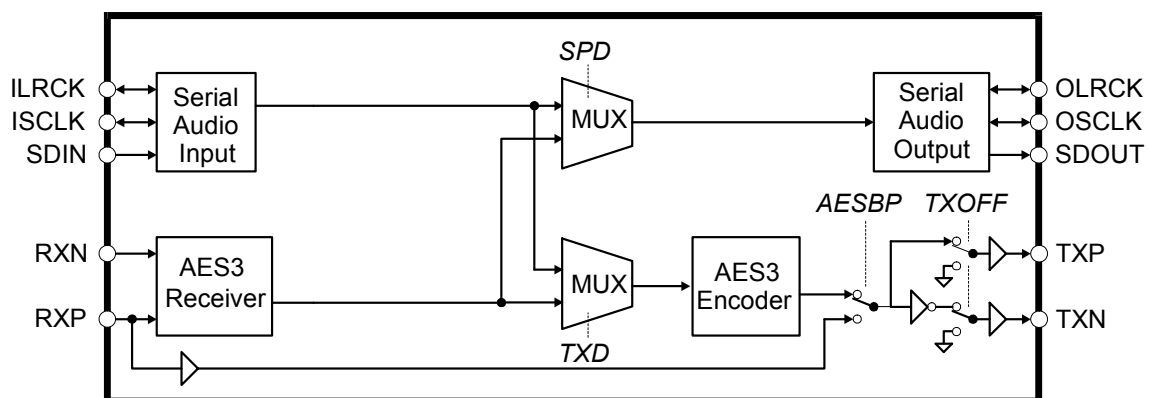 SPD
ILRCK
ISCLK
SDIN
Serial
Audio
Input
MUX
Serial
Audio
Output
OLRCK
OSCLK
SDOUT
AESBP
TXOFF
RXN
RXP
AES3
Receiver
MUX
TXD
AES3
Encoder
TXP
TXN